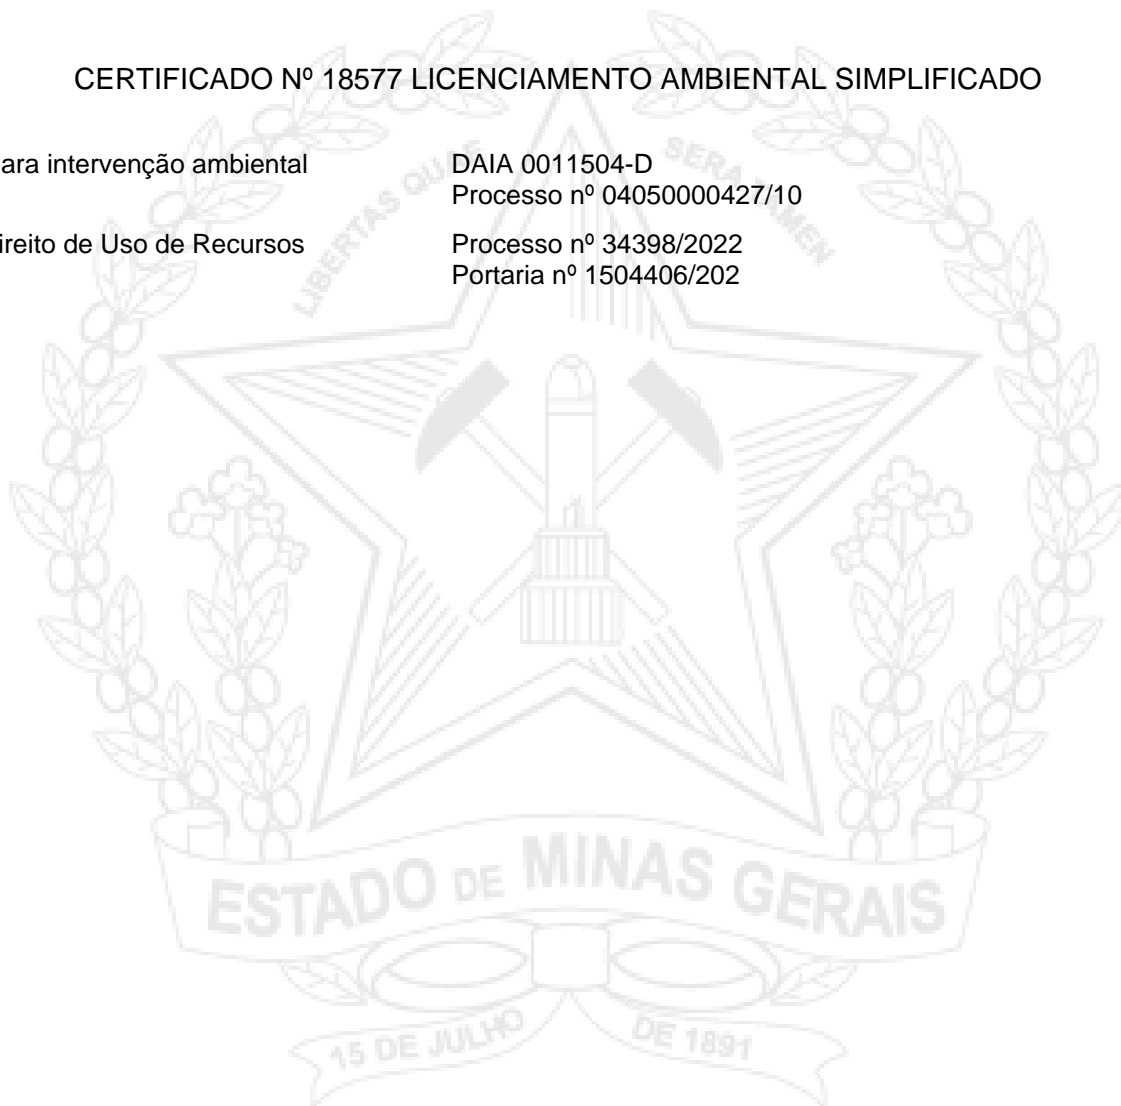 CERTIFICADO Nº 18577 LICENCIAMENTO AMBIENTAL SIMPLIFICADO
ara intervenção ambiental DAIA 0011504-D
Processo nº 04050000427/10
ireito de Uso de Recursos Processo nº 34398/2022
Portaria nº 1504406/202
LIBERTAS QUAE SERA TAMEN
ESTADO DE MINAS GERAIS
15 DE JULHO DE 1891